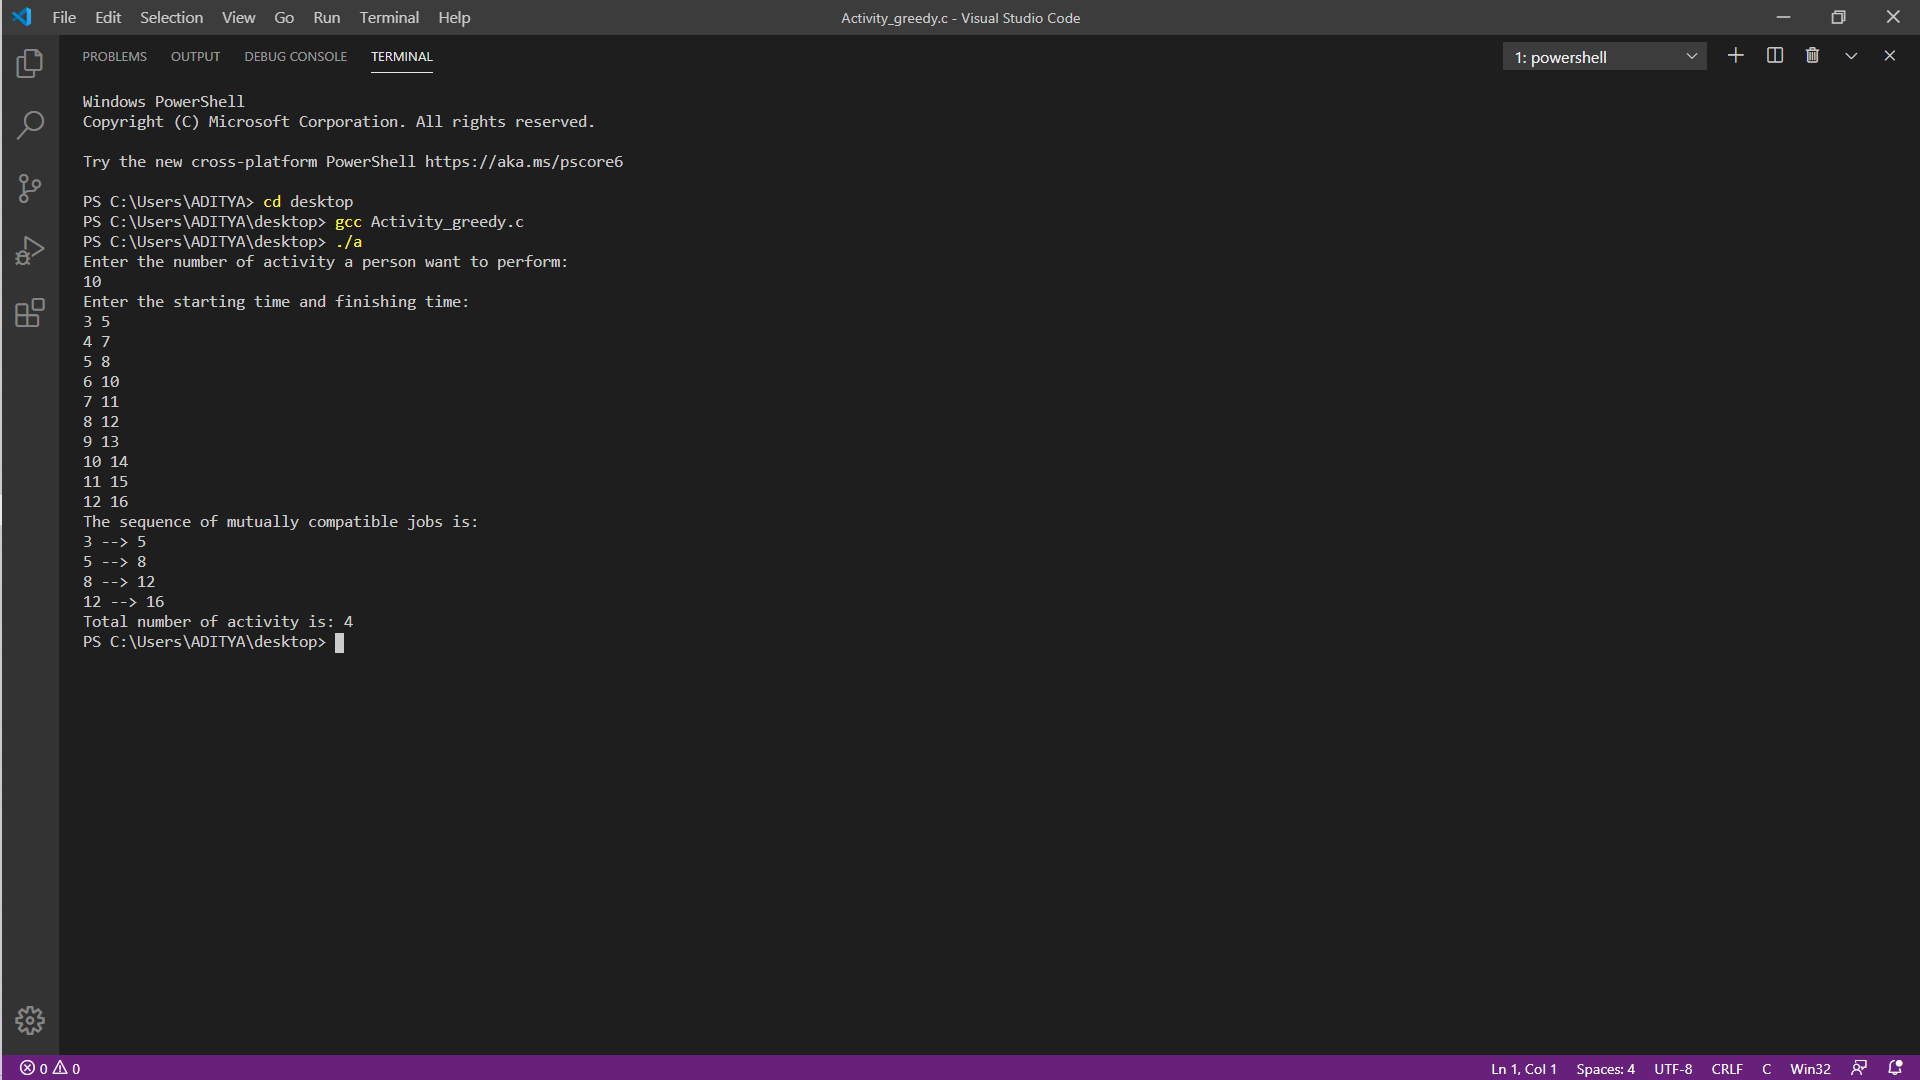 File Edit Selection View Go Run Terminal Help
Activity_greedy.c - Visual Studio Code
PROBLEMS OUTPUT DEBUG CONSOLE TERMINAL
1: powershell
Windows PowerShell
Copyright (C) Microsoft Corporation. All rights reserved.
Try the new cross-platform PowerShell https://aka.ms/pscore6
PS C:\Users\ADITYA> cd desktop
PS C:\Users\ADITYA\desktop> gcc Activity_greedy.c
PS C:\Users\ADITYA\desktop> ./a
Enter the number of activity a person want to perform:
10
Enter the starting time and finishing time:
3 5
4 7
5 8
6 10
7 11
8 12
9 13
10 14
11 15
12 16
The sequence of mutually compatible jobs is:
3 --> 5
5 --> 8
8 --> 12
12 --> 16
Total number of activity is: 4
PS C:\Users\ADITYA\desktop>
0 0
Ln 1, Col 1 Spaces: 4 UTF-8 CRLF C Win32